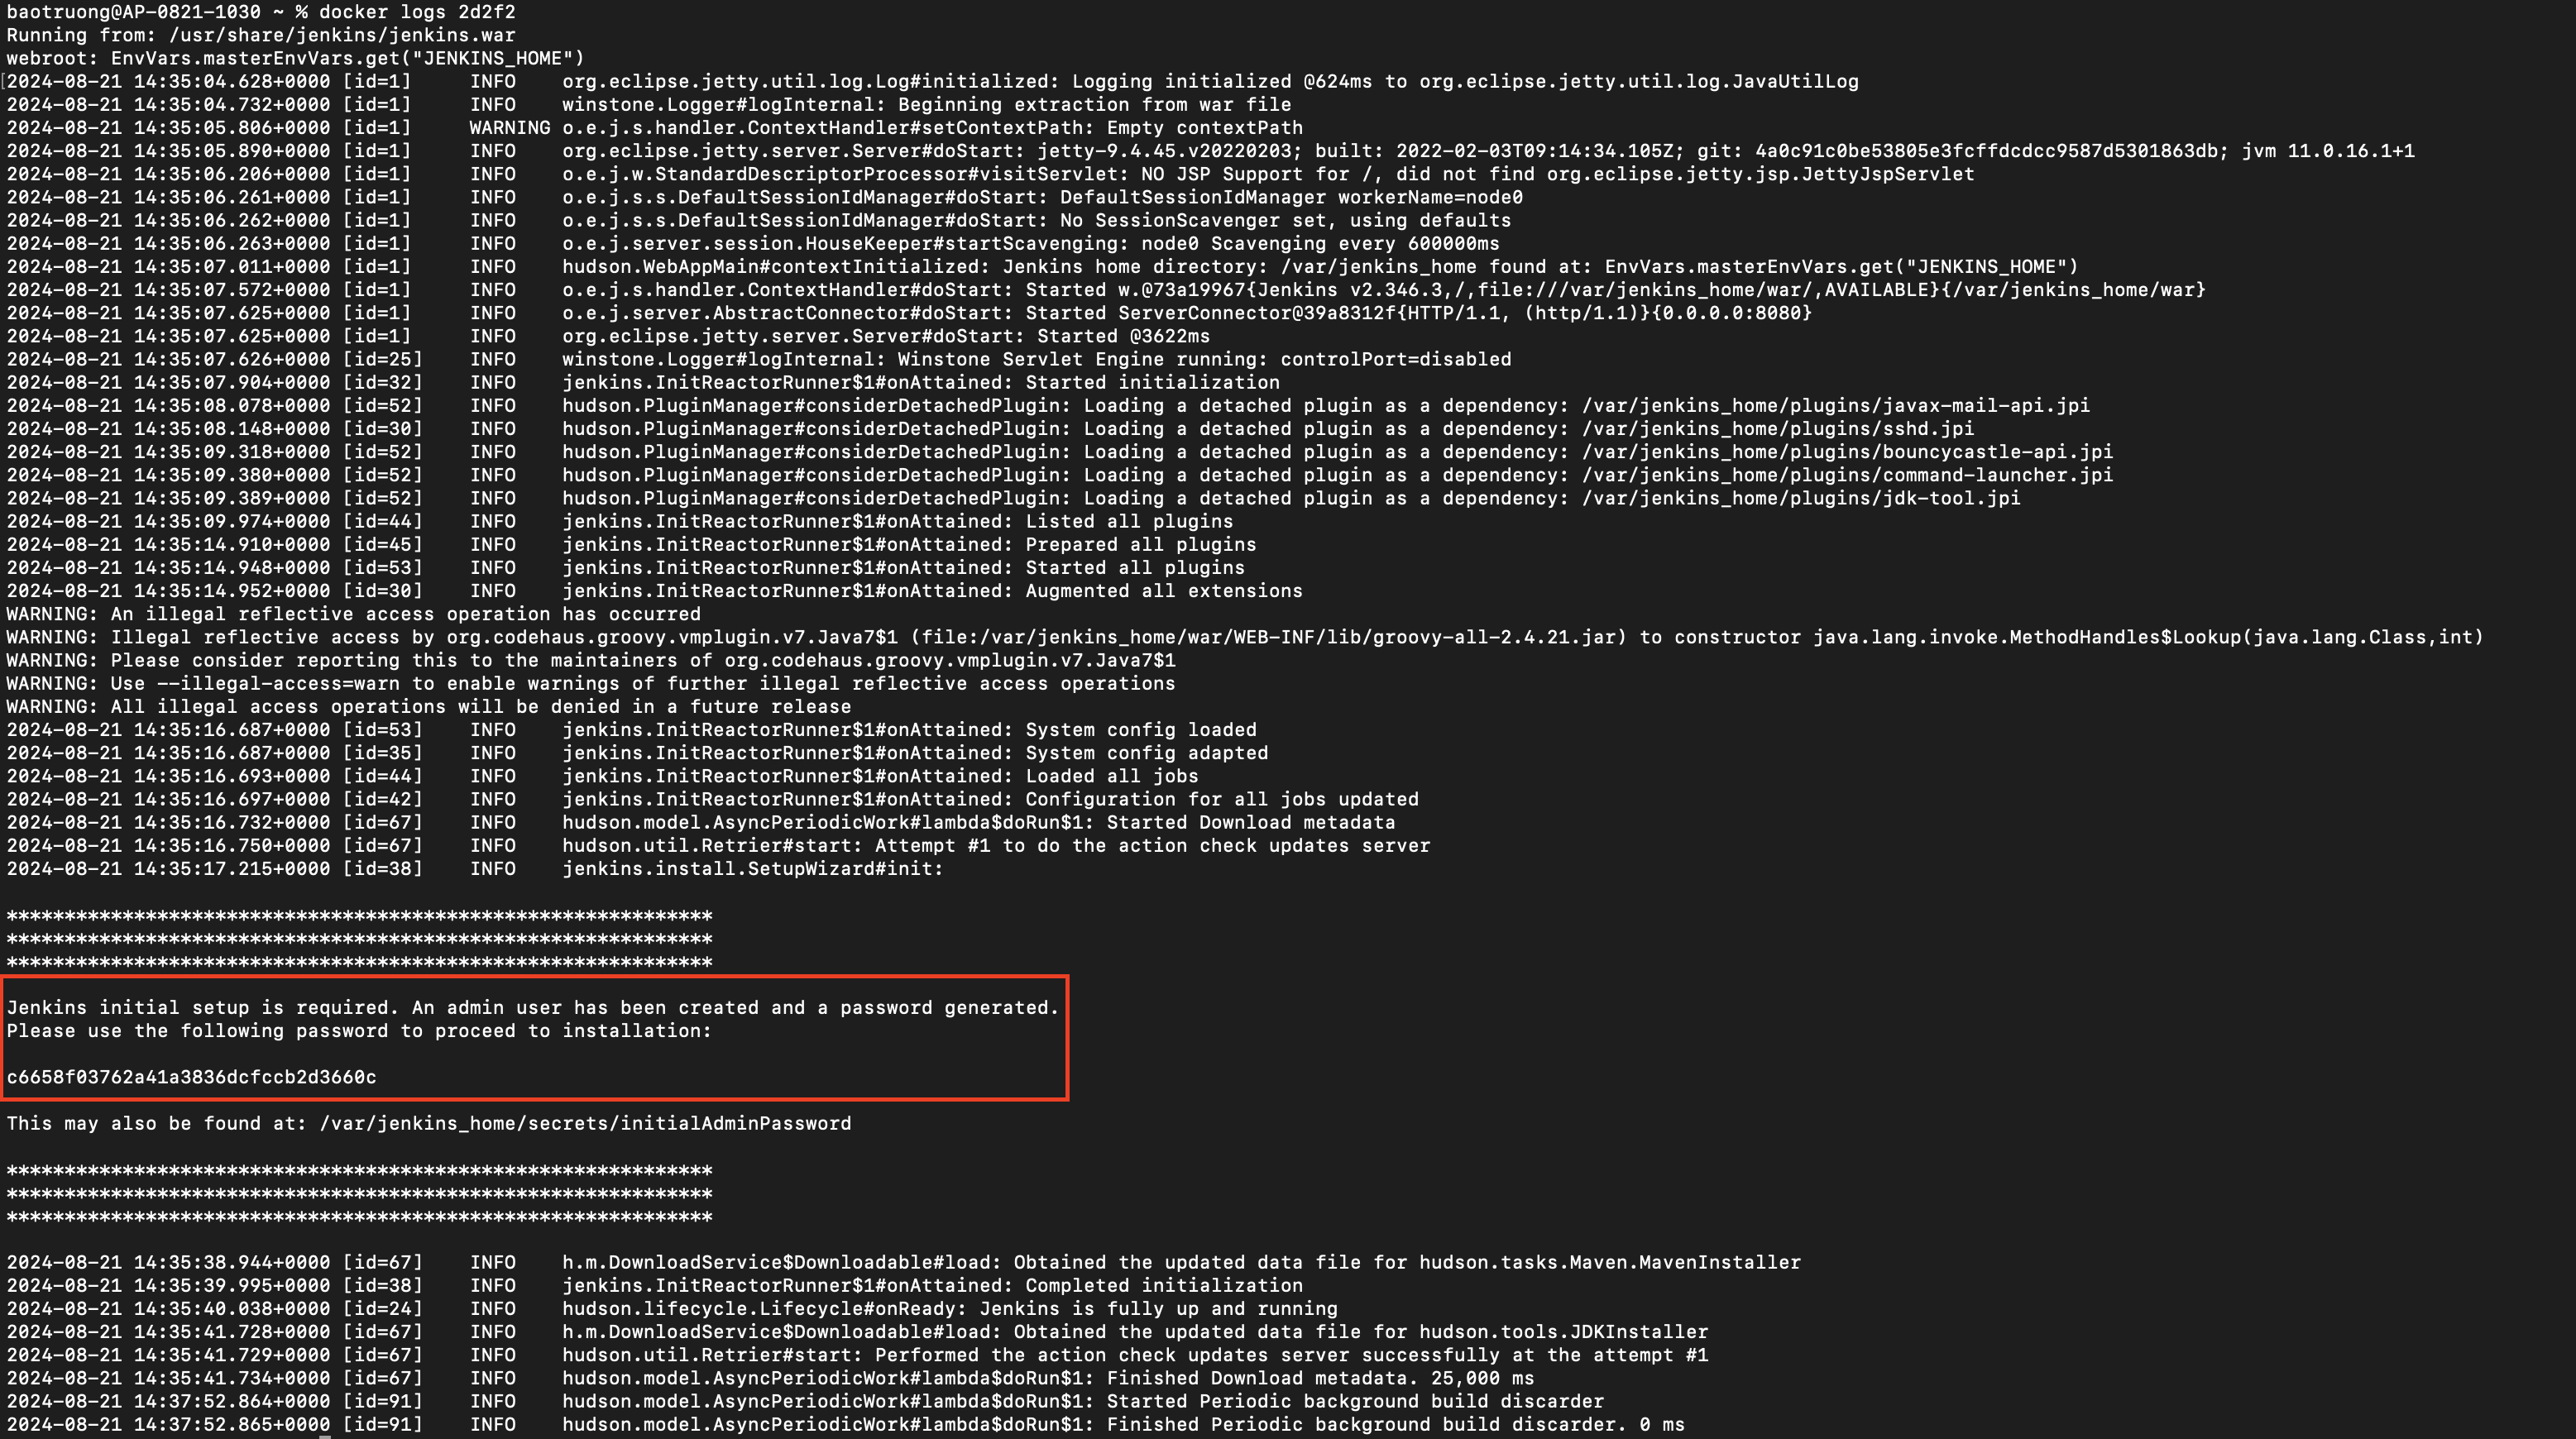 baotruong@AP-0821-1030 ~ % docker logs 2d2f2
Running from: /usr/share/jenkins/jenkins.war
webroot: EnvVars.masterEnvVars.get("JENKINS_HOME")
[2024-08-21 14:35:04.628+0000 [id=1]     INFO    org.eclipse.jetty.util.log.Log#initialized: Logging initialized @624ms to org.eclipse.jetty.util.log.JavaUtilLog
2024-08-21 14:35:04.732+0000 [id=1]     INFO    winstone.Logger#logInternal: Beginning extraction from war file
2024-08-21 14:35:05.806+0000 [id=1]     WARNING o.e.j.s.handler.ContextHandler#setContextPath: Empty contextPath
2024-08-21 14:35:05.890+0000 [id=1]     INFO    org.eclipse.jetty.server.Server#doStart: jetty-9.4.45.v20220203; built: 2022-02-03T09:14:34.105Z; git: 4a0c91c0be53805e3fcffdcdcc9587d5301863db; jvm 11.0.16.1+1
2024-08-21 14:35:06.206+0000 [id=1]     INFO    o.e.j.w.StandardDescriptorProcessor#visitServlet: NO JSP Support for /, did not find org.eclipse.jetty.jsp.JettyJspServlet
2024-08-21 14:35:06.261+0000 [id=1]     INFO    o.e.j.s.s.DefaultSessionIdManager#doStart: DefaultSessionIdManager workerName=node0
2024-08-21 14:35:06.262+0000 [id=1]     INFO    o.e.j.s.s.DefaultSessionIdManager#doStart: No SessionScavenger set, using defaults
2024-08-21 14:35:06.263+0000 [id=1]     INFO    o.e.j.server.session.HouseKeeper#startScavenging: node0 Scavenging every 600000ms
2024-08-21 14:35:07.011+0000 [id=1]     INFO    hudson.WebAppMain#contextInitialized: Jenkins home directory: /var/jenkins_home found at: EnvVars.masterEnvVars.get("JENKINS_HOME")
2024-08-21 14:35:07.572+0000 [id=1]     INFO    o.e.j.s.handler.ContextHandler#doStart: Started w.@73a19967{Jenkins v2.346.3,/,file:///var/jenkins_home/war/,AVAILABLE}{/var/jenkins_home/war}
2024-08-21 14:35:07.625+0000 [id=1]     INFO    o.e.j.server.AbstractConnector#doStart: Started ServerConnector@39a8312f{HTTP/1.1, (http/1.1)}{0.0.0.0:8080}
2024-08-21 14:35:07.625+0000 [id=1]     INFO    org.eclipse.jetty.server.Server#doStart: Started @3622ms
2024-08-21 14:35:07.626+0000 [id=25]    INFO    winstone.Logger#logInternal: Winstone Servlet Engine running: controlPort=disabled
2024-08-21 14:35:07.904+0000 [id=32]    INFO    jenkins.InitReactorRunner$1#onAttained: Started initialization
2024-08-21 14:35:08.078+0000 [id=52]    INFO    hudson.PluginManager#considerDetachedPlugin: Loading a detached plugin as a dependency: /var/jenkins_home/plugins/javax-mail-api.jpi
2024-08-21 14:35:08.148+0000 [id=30]    INFO    hudson.PluginManager#considerDetachedPlugin: Loading a detached plugin as a dependency: /var/jenkins_home/plugins/sshd.jpi
2024-08-21 14:35:09.318+0000 [id=52]    INFO    hudson.PluginManager#considerDetachedPlugin: Loading a detached plugin as a dependency: /var/jenkins_home/plugins/bouncycastle-api.jpi
2024-08-21 14:35:09.380+0000 [id=52]    INFO    hudson.PluginManager#considerDetachedPlugin: Loading a detached plugin as a dependency: /var/jenkins_home/plugins/command-launcher.jpi
2024-08-21 14:35:09.389+0000 [id=52]    INFO    hudson.PluginManager#considerDetachedPlugin: Loading a detached plugin as a dependency: /var/jenkins_home/plugins/jdk-tool.jpi
2024-08-21 14:35:09.974+0000 [id=44]    INFO    jenkins.InitReactorRunner$1#onAttained: Listed all plugins
2024-08-21 14:35:14.910+0000 [id=45]    INFO    jenkins.InitReactorRunner$1#onAttained: Prepared all plugins
2024-08-21 14:35:14.948+0000 [id=53]    INFO    jenkins.InitReactorRunner$1#onAttained: Started all plugins
2024-08-21 14:35:14.952+0000 [id=30]    INFO    jenkins.InitReactorRunner$1#onAttained: Augmented all extensions
WARNING: An illegal reflective access operation has occurred
WARNING: Illegal reflective access by org.codehaus.groovy.vmplugin.v7.Java7$1 (file:/var/jenkins_home/war/WEB-INF/lib/groovy-all-2.4.21.jar) to constructor java.lang.invoke.MethodHandles$Lookup(java.lang.Class,int)
WARNING: Please consider reporting this to the maintainers of org.codehaus.groovy.vmplugin.v7.Java7$1
WARNING: Use --illegal-access=warn to enable warnings of further illegal reflective access operations
WARNING: All illegal access operations will be denied in a future release
2024-08-21 14:35:16.687+0000 [id=53]    INFO    jenkins.InitReactorRunner$1#onAttained: System config loaded
2024-08-21 14:35:16.687+0000 [id=35]    INFO    jenkins.InitReactorRunner$1#onAttained: System config adapted
2024-08-21 14:35:16.693+0000 [id=44]    INFO    jenkins.InitReactorRunner$1#onAttained: Loaded all jobs
2024-08-21 14:35:16.697+0000 [id=42]    INFO    jenkins.InitReactorRunner$1#onAttained: Configuration for all jobs updated
2024-08-21 14:35:16.732+0000 [id=67]    INFO    hudson.model.AsyncPeriodicWork#lambda$doRun$1: Started Download metadata
2024-08-21 14:35:16.750+0000 [id=67]    INFO    hudson.util.Retrier#start: Attempt #1 to do the action check updates server
2024-08-21 14:35:17.215+0000 [id=38]    INFO    jenkins.install.SetupWizard#init:
*************************************************************
*************************************************************
*************************************************************
Jenkins initial setup is required. An admin user has been created and a password generated.
Please use the following password to proceed to installation:
c6658f03762a41a3836dcfccb2d3660c
This may also be found at: /var/jenkins_home/secrets/initialAdminPassword
*************************************************************
*************************************************************
*************************************************************
2024-08-21 14:35:38.944+0000 [id=67]    INFO    h.m.DownloadService$Downloadable#load: Obtained the updated data file for hudson.tasks.Maven.MavenInstaller
2024-08-21 14:35:39.995+0000 [id=38]    INFO    jenkins.InitReactorRunner$1#onAttained: Completed initialization
2024-08-21 14:35:40.038+0000 [id=24]    INFO    hudson.lifecycle.Lifecycle#onReady: Jenkins is fully up and running
2024-08-21 14:35:41.728+0000 [id=67]    INFO    h.m.DownloadService$Downloadable#load: Obtained the updated data file for hudson.tools.JDKInstaller
2024-08-21 14:35:41.729+0000 [id=67]    INFO    hudson.util.Retrier#start: Performed the action check updates server successfully at the attempt #1
2024-08-21 14:35:41.734+0000 [id=67]    INFO    hudson.model.AsyncPeriodicWork#lambda$doRun$1: Finished Download metadata. 25,000 ms
2024-08-21 14:37:52.864+0000 [id=91]    INFO    hudson.model.AsyncPeriodicWork#lambda$doRun$1: Started Periodic background build discarder
2024-08-21 14:37:52.865+0000 [id=91]    INFO    hudson.model.AsyncPeriodicWork#lambda$doRun$1: Finished Periodic background build discarder. 0 ms